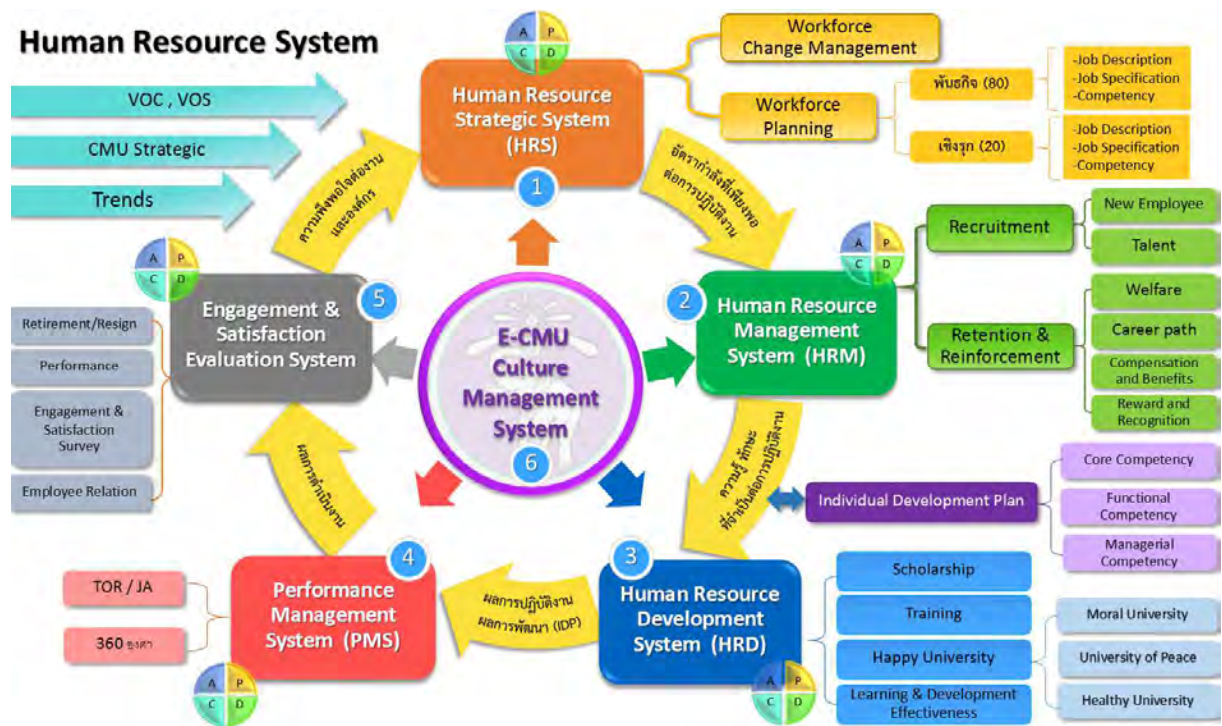 Human Resource System
VOC , VOS
CMU Strategic
Trends
A P
C D
Human Resource
Strategic System
(HRS)
1
Workforce
Change Management
Workforce
Planning
พันธกิจ (80)
-Job Description
-Job Specification
-Competency
เชิงรุก (20)
-Job Description
-Job Specification
-Competency
อัตรากำลังที่เพียงพอ
ต่อการปฏิบัติงาน
A P
C D
2
Human Resource
Management
System (HRM)
Recruitment
New Employee
Talent
Retention &
Reinforcement
Welfare
Career path
Compensation
and Benefits
Reward and
Recognition
ความรู้ ทักษะ
ที่จำเป็นต่อการปฏิบัติงาน
Individual Development Plan
Core Competency
Functional
Competency
Managerial
Competency
3
Human Resource
Development
System (HRD)
A P
C D
Scholarship
Training
Happy University
Learning & Development
Effectiveness
Moral University
University of Peace
Healthy University
ผลการปฏิบัติงาน
ผลการพัฒนา (IDP)
4
Performance
Management
System (PMS)
A P
C D
TOR / JA
360 องศา
ผลการดำเนินงาน
A P
C D
5
Engagement &
Satisfaction
Evaluation System
Retirement/Resign
Performance
Engagement &
Satisfaction
Survey
Employee Relation
ความพึงพอใจต่องาน
และองค์กร
E-CMU
Culture
Management
System
6